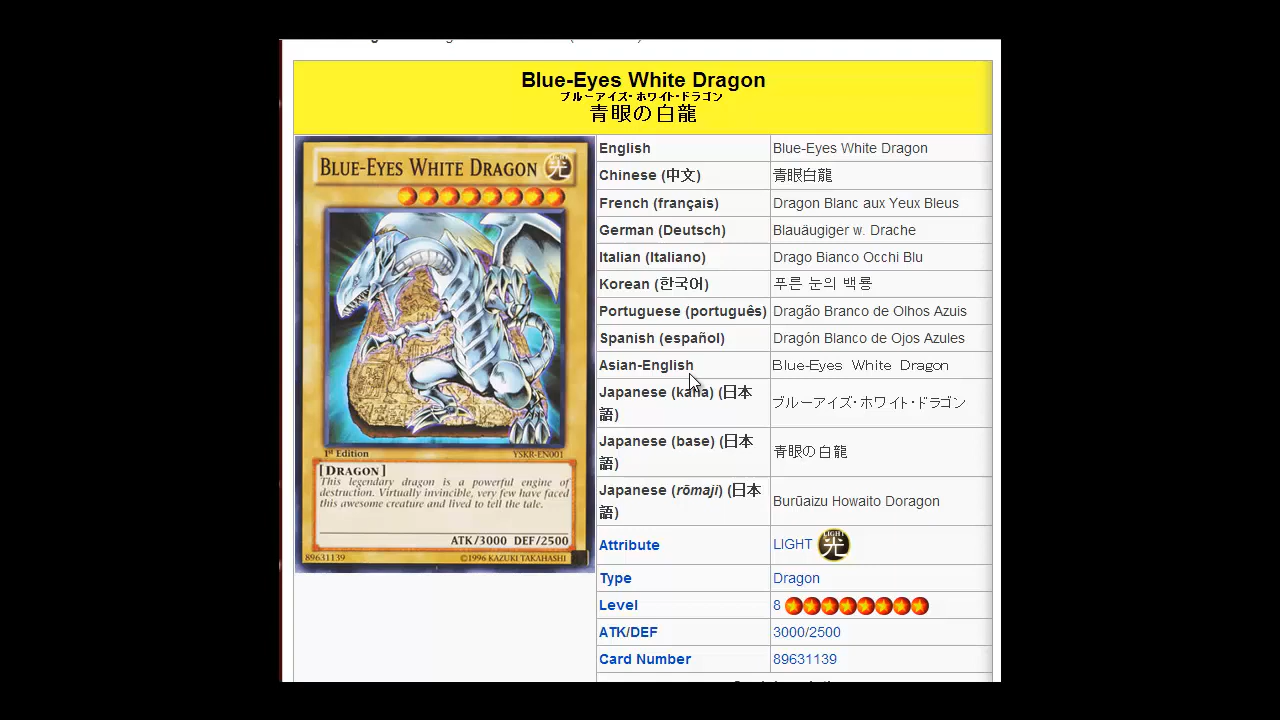 Blue-Eyes White Dragon
ブルーアイズ・ホワイト・ドラゴン
青眼の白龍
BLUE-EYES WHITE DRAGON
LIGHT
光
1st Edition
YSKR-EN001
[DRAGON]
This legendary dragon is a powerful engine of
destruction. Virtually invincible, very few have faced
this awesome creature and lived to tell the tale.
ATK/3000 DEF/2500
89631139
©1996 KAZUKI TAKAHASHI
English Blue-Eyes White Dragon
Chinese (中文) 青眼白龍
French (français) Dragon Blanc aux Yeux Bleus
German (Deutsch) Blauäugiger w. Drache
Italian (Italiano) Drago Bianco Occhi Blu
Korean (한국어) 푸른 눈의 백룡
Portuguese (português) Dragão Branco de Olhos Azuis
Spanish (español) Dragón Blanco de Ojos Azules
Asian-English Blue-Eyes White Dragon
Japanese (kana) (日本
語) ブルーアイズ・ホワイト・ドラゴン
Japanese (base) (日本
語) 青眼の白龍
Japanese (rōmaji) (日本
語) Burūaizu Howaito Doragon
Attribute LIGHT LIGHT 光
Type Dragon
Level 8
ATK/DEF 3000/2500
Card Number 89631139